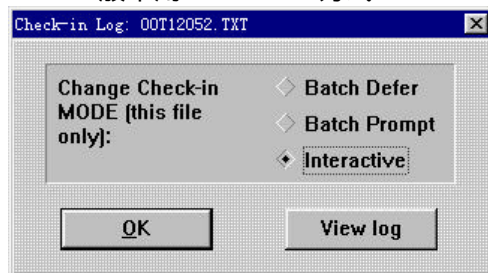 Check-in Log: 00T12052.TXT
Change Check-in
MODE (this file
only):
Batch Defer
Batch Prompt
Interactive
OK
View log